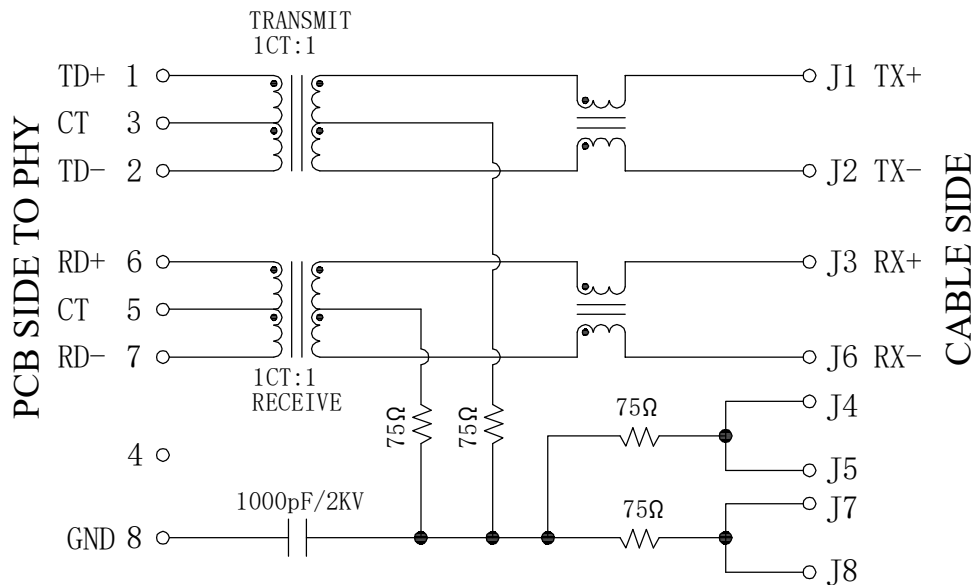 TRANSMIT
1CT:1
TD+ 1
J1 TX+
CT 3
TD- 2
J2 TX-
PCB SIDE TO PHY
CABLE SIDE
RD+ 6
J3 RX+
CT 5
RD- 7
J6 RX-
1CT:1
RECEIVE
75Ω
75Ω
75Ω
J4
4
J5
1000pF/2KV
75Ω
J7
GND 8
J8